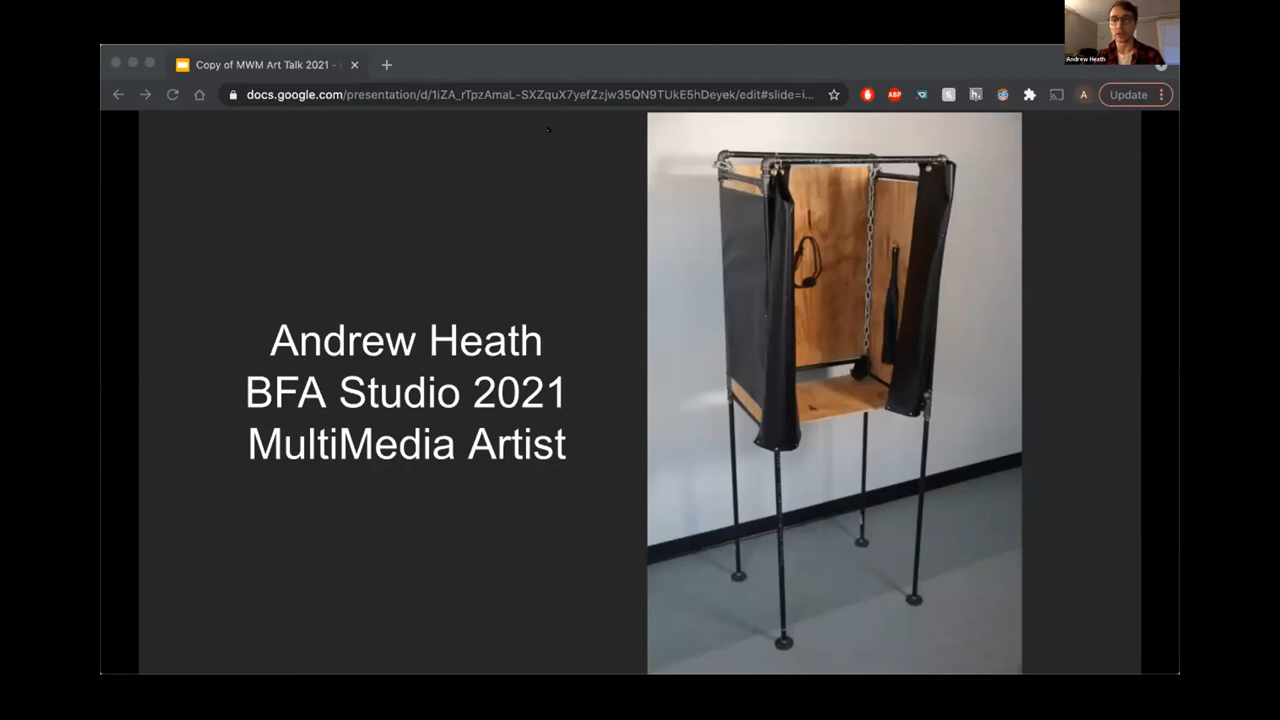 Andrew Heath
Copy of MWM Art Talk 2021 - 
docs.google.com/presentation/d/1iZA_rTpzAmaL-SXZquX7yefZzjw35QN9TUkE5hDeyek/edit#slide=i...
ABP
A
Update
Andrew Heath
BFA Studio 2021
MultiMedia Artist